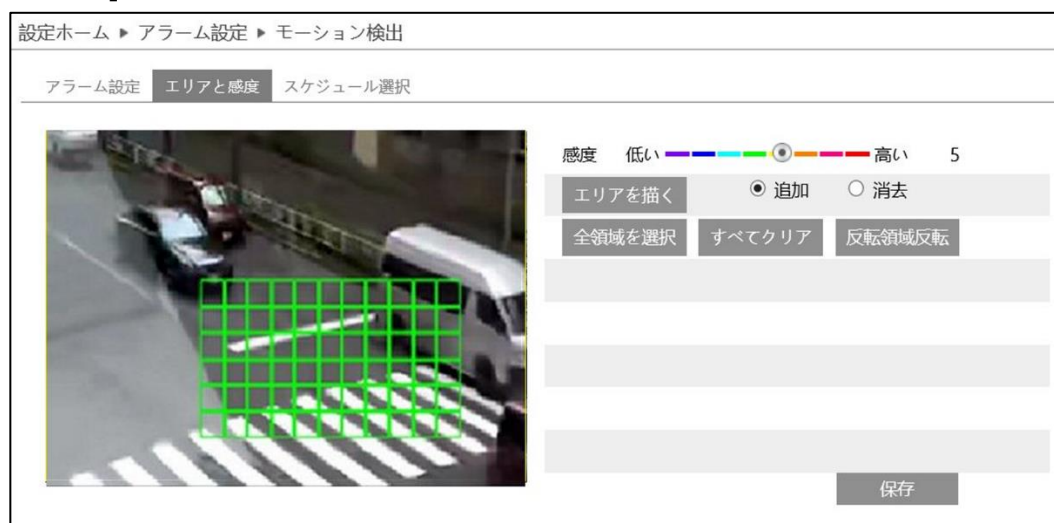 設定ホーム ▶ アラーム設定 ▶ モーション検出
アラーム設定 エリアと感度 スケジュール選択
感度 低い 高い 5
エリアを描く 追加 消去
全領域を選択 すべてクリア 反転領域反転
保存